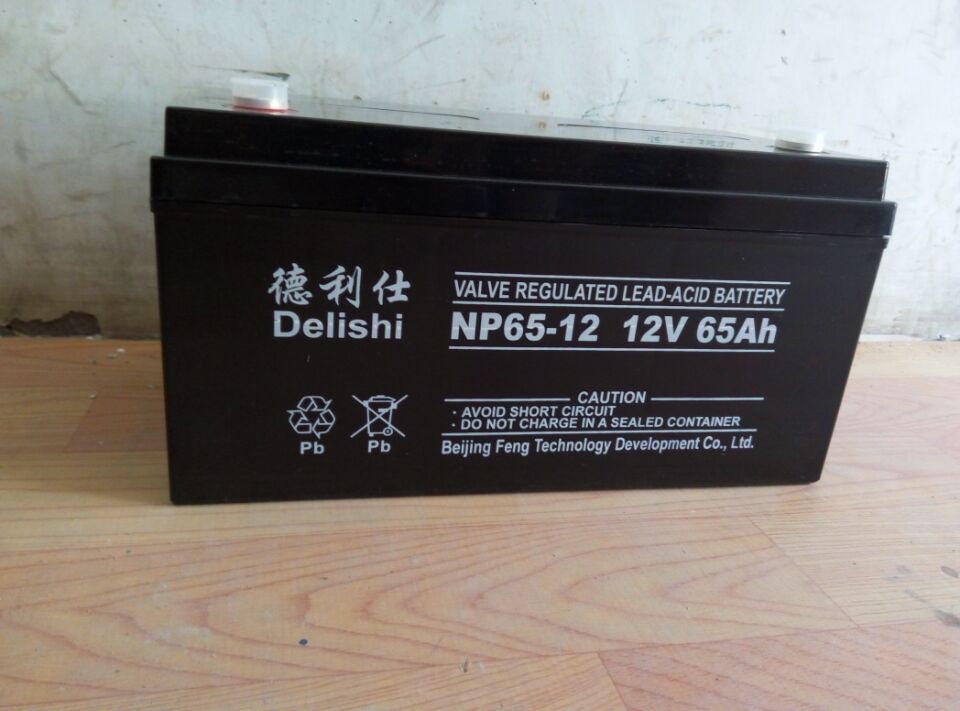 德利仕
Delishi
VALVE REGULATED LEAD-ACID BATTERY
NP65-12 12V 65Ah
Pb
Pb
CAUTION
· AVOID SHORT CIRCUIT
· DO NOT CHARGE IN A SEALED CONTAINER
Beijing Feng Technology Development Co., Ltd.